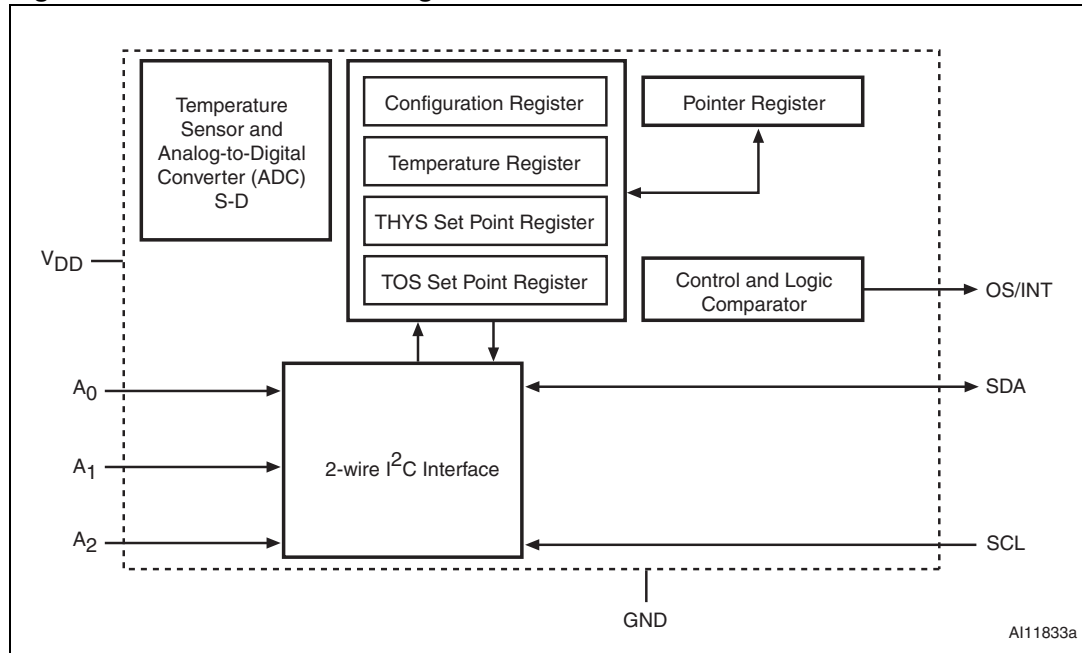 Temperature
Sensor and
Analog-to-Digital
Converter (ADC)
S-D
Configuration Register
Temperature Register
THYS Set Point Register
TOS Set Point Register
Pointer Register
Control and Logic
Comparator
VDD
OS/INT
A0
SDA
A1
2-wire I2C Interface
A2
SCL
GND
AI11833a